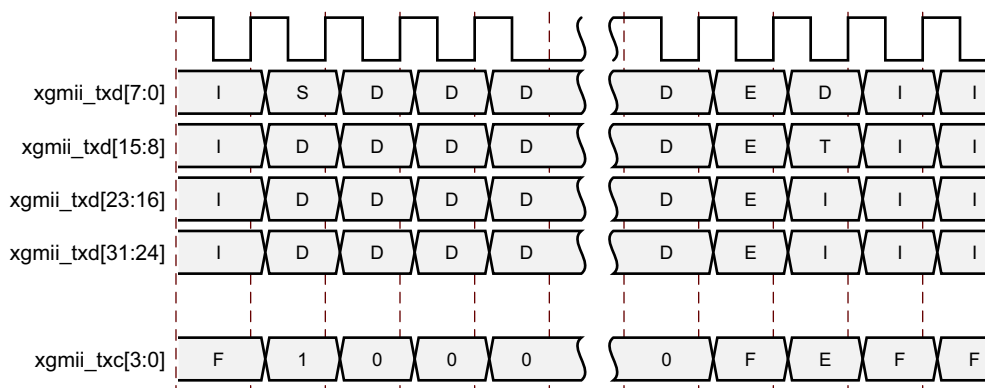 xgmii_txd[7:0] I S D D D D E D I I
xgmii_txd[15:8] I D D D D D E T I I
xgmii_txd[23:16] I D D D D D E I I I
xgmii_txd[31:24] I D D D D D E I I I
xgmii_txc[3:0] F 1 0 0 0 0 F E F F